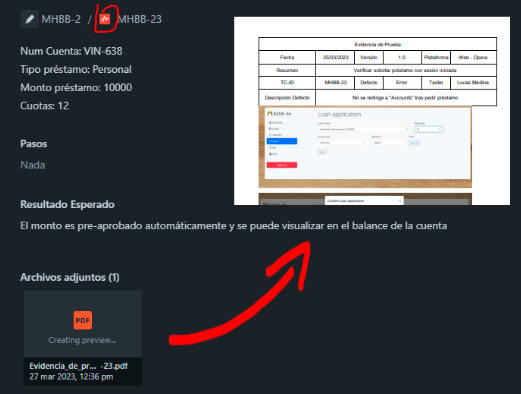 MHBB-2 / MHBB-23
Num Cuenta: VIN-638
Tipo préstamo: Personal
Monto préstamo: 10000
Cuotas: 12
Pasos
Nada
Resultado Esperado
El monto es pre-aprobado automáticamente y se puede visualizar en el balance de la cuenta
Archivos adjuntos (1)
PDF
Creating preview...
Evidencia_de_pr... -23.pdf
27 mar 2023, 12:36 pm
Evidencia de Prueba
Fecha 25/03/2023 Versión 1.0 Plataforma Web - Opera
Resumen Verificar solicitar préstamo con sesión iniciada
TC-ID MHBB-23 Defecto Error Tester Lucas Medina
Descripción Defecto No se redirige a "Accounts" tras pedir préstamo
Loan application
Confirm Loan Application